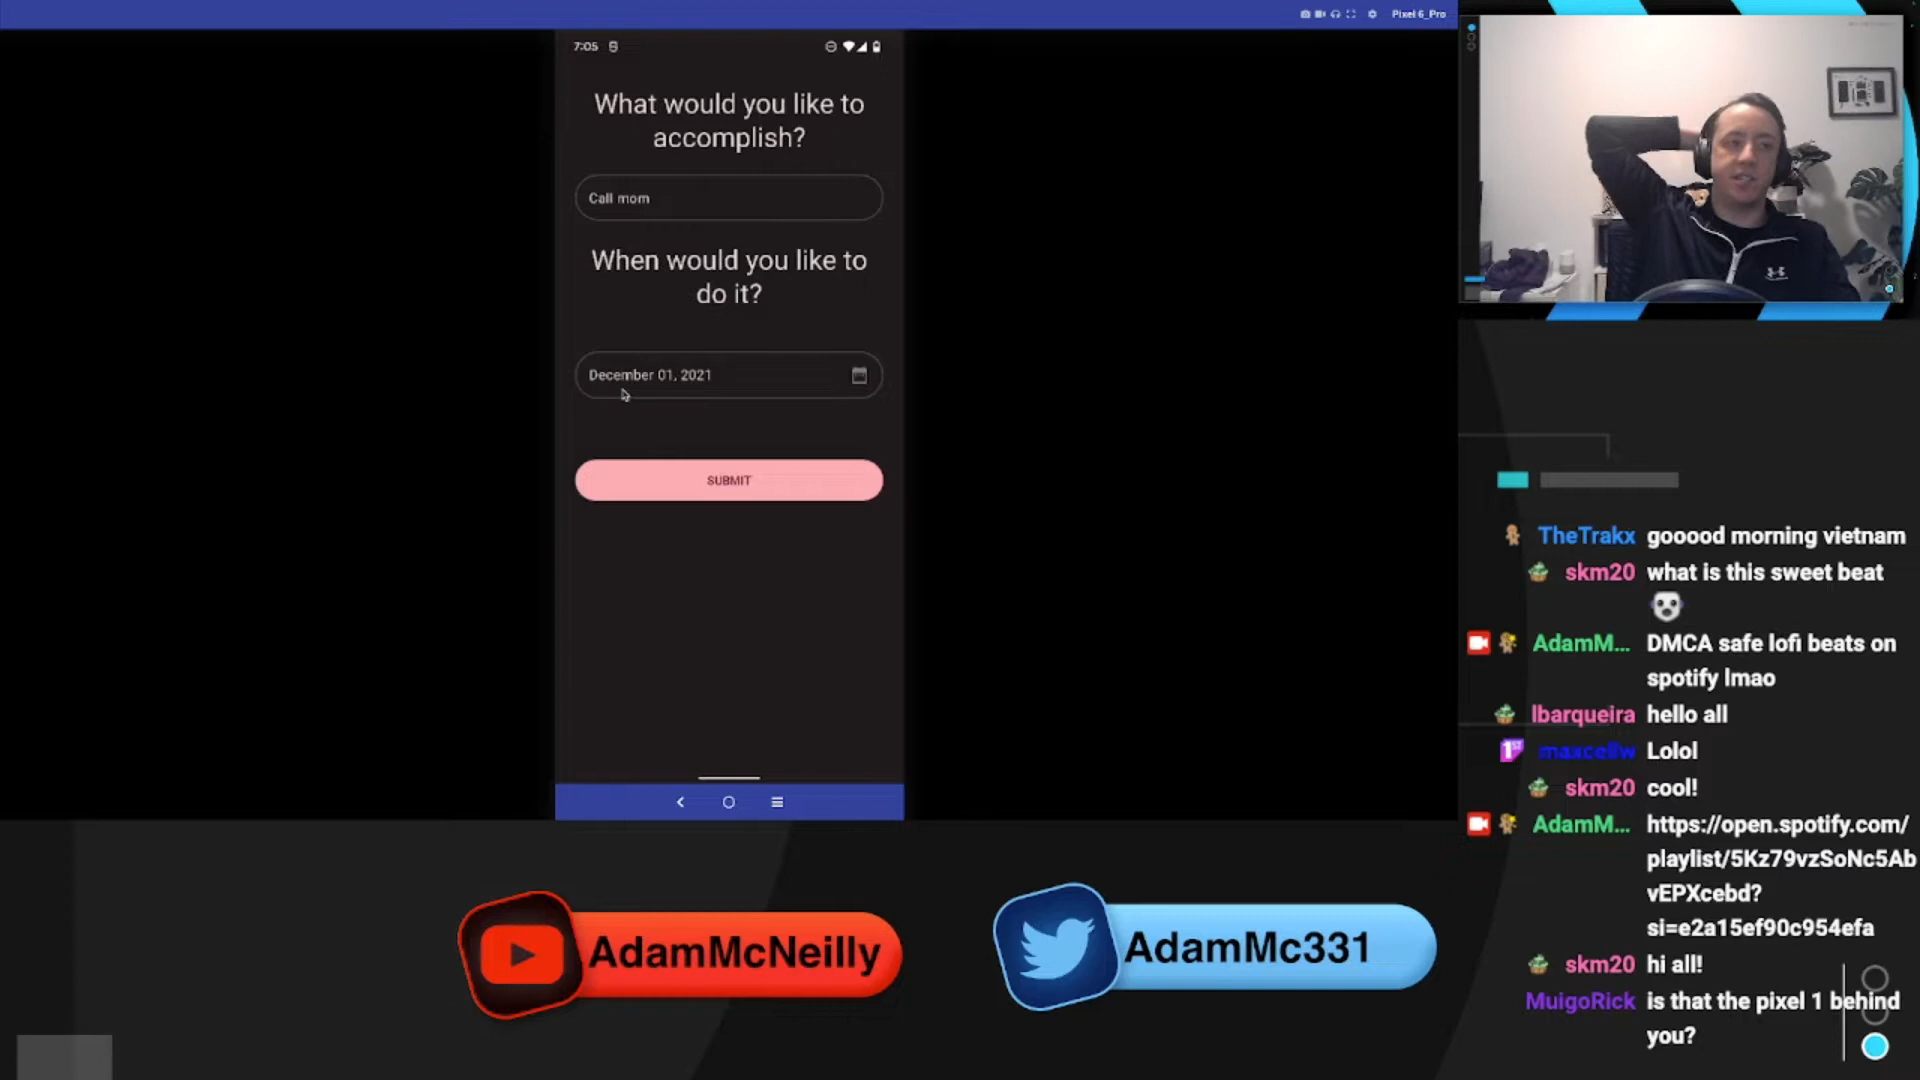 Pixel 6_Pro
7:05
What would you like to
accomplish?
Call mom
When would you like to
do it?
December 01, 2021
SUBMIT
TheTrakx gooood morning vietnam
skm20 what is this sweet beat
AdamM... DMCA safe lofi beats on
spotify lmao
lbarqueira hello all
maxcellw Lolol
skm20 cool!
AdamM... https://open.spotify.com/
playlist/5Kz79vzSoNc5Ab
vEPXcebd?
si=e2a15ef90c954efa
skm20 hi all!
MuigoRick is that the pixel 1 behind
you?
AdamMcNeilly
AdamMc331